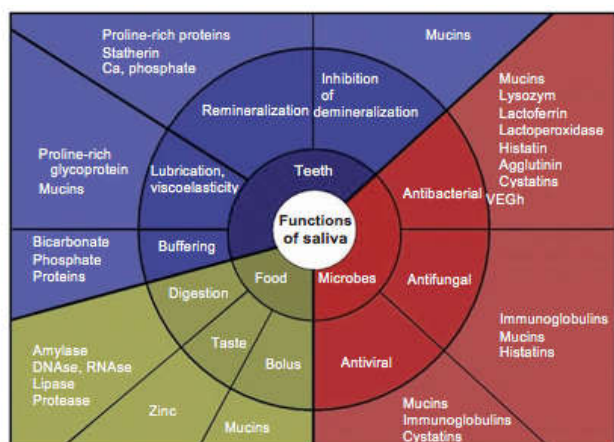 Proline-rich proteins
Statherin
Ca, phosphate
Mucins
Remineralization
Inhibition
of
demineralization
Mucins
Lysozym
Lactoferrin
Lactoperoxidase
Histatin
Agglutinin
Cystatins
VEGh
Proline-rich
glycoprotein
Mucins
Lubrication,
viscoelasticity
Teeth
Antibacterial
Functions
of saliva
Bicarbonate
Phosphate
Proteins
Buffering
Food
Microbes
Antifungal
Digestion
Immunoglobulins
Mucins
Histatins
Amylase
DNAse, RNAse
Lipase
Protease
Taste
Bolus
Antiviral
Zinc
Mucins
Mucins
Immunoglobulins
Cystatins